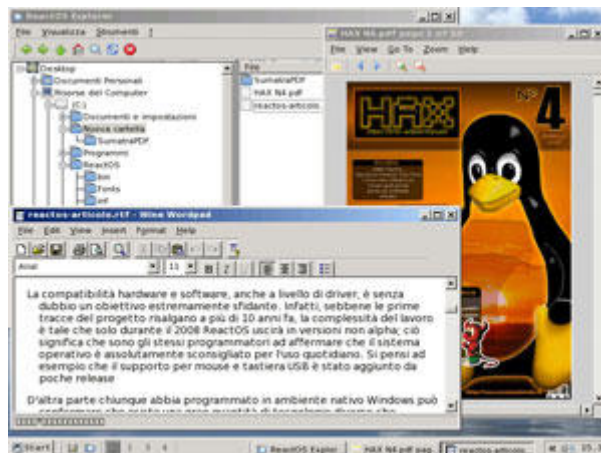 ReactOS Explorer
File Visualizza Strumenti ?
Desktop
Documenti Personali
Risorse del Computer
(C:)
Documenti e impostazioni
Nuova cartella
SumatraPDF
Programmi
ReactOS
bin
Fonts
inf
File
SumatraPDF
HAX N4.pdf
reactos-articolo.
HAX N4.pdf page
File View Go To Zoom Help
HAX
N° 4
reactos-articolo.rtf - Wine Wordpad
File Edit View Insert Format Help
Arial 11 B I
La compatibilità hardware e software, anche a livello di driver, è senza
dubbio un obiettivo estremamente sfidante. Infatti, sebbene le prime
tracce del progetto risalgano a più di 10 anni fa, la complessità del lavoro
è tale che solo durante il 2008 ReactOS uscirà in versioni non alpha; ciò
significa che sono gli stessi programmatori ad affermare che il sistema
operativo è assolutamente sconsigliato per l'uso quotidiano. Si pensi ad
esempio che il supporto per mouse e tastiera USB è stato aggiunto da
poche release
D'altra parte chiunque abbia programmato in ambiente nativo Windows può
Start 1 2 3 4 ReactOS Explor HAX N4.pdf pag reactos-articolo